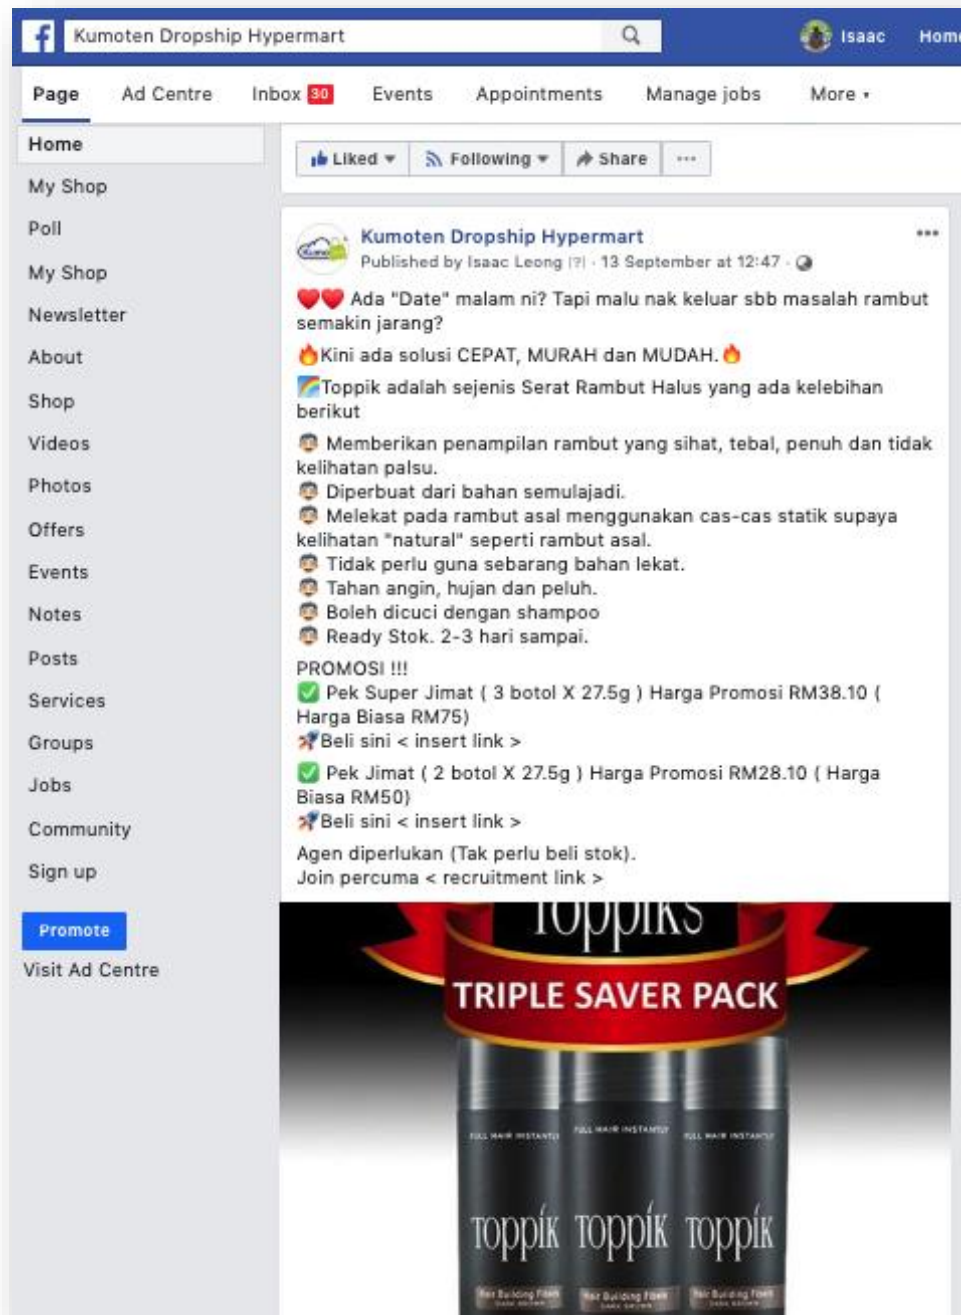 Kumoten Dropship Hypermart
Isaac
Home
Page
Ad Centre
Inbox 30
Events
Appointments
Manage jobs
More
Home
My Shop
Poll
My Shop
Newsletter
About
Shop
Videos
Photos
Offers
Events
Notes
Posts
Services
Groups
Jobs
Community
Sign up
Promote
Visit Ad Centre
Liked
Following
Share
Kumoten Dropship Hypermart
Published by Isaac Leong [?] · 13 September at 12:47 ·
❤️❤️ Ada "Date" malam ni? Tapi malu nak keluar sbb masalah rambut
semakin jarang?
🔥Kini ada solusi CEPAT, MURAH dan MUDAH.🔥
🌈Toppik adalah sejenis Serat Rambut Halus yang ada kelebihan
berikut
👨🏻 Memberikan penampilan rambut yang sihat, tebal, penuh dan tidak
kelihatan palsu.
👨🏻 Diperbuat dari bahan semulajadi.
👨🏻 Melekat pada rambut asal menggunakan cas-cas statik supaya
kelihatan "natural" seperti rambut asal.
👨🏻 Tidak perlu guna sebarang bahan lekat.
👨🏻 Tahan angin, hujan dan peluh.
👨🏻 Boleh dicuci dengan shampoo
👨🏻 Ready Stok. 2-3 hari sampai.
PROMOSI !!!
✅ Pek Super Jimat ( 3 botol X 27.5g ) Harga Promosi RM38.10 (
Harga Biasa RM75)
🚀Beli sini < insert link >
✅ Pek Jimat ( 2 botol X 27.5g ) Harga Promosi RM28.10 ( Harga
Biasa RM50)
🚀Beli sini < insert link >
Agen diperlukan (Tak perlu beli stok).
Join percuma < recruitment link >
Toppiks
TRIPLE SAVER PACK
FULL HAIR INSTANTLY
FULL HAIR INSTANTLY
FULL HAIR INSTANTLY
Toppik
Toppik
Toppik
Hair Building Fibers
DARK BROWN
Hair Building Fibers
DARK BROWN
Hair Building Fibers
DARK BROWN